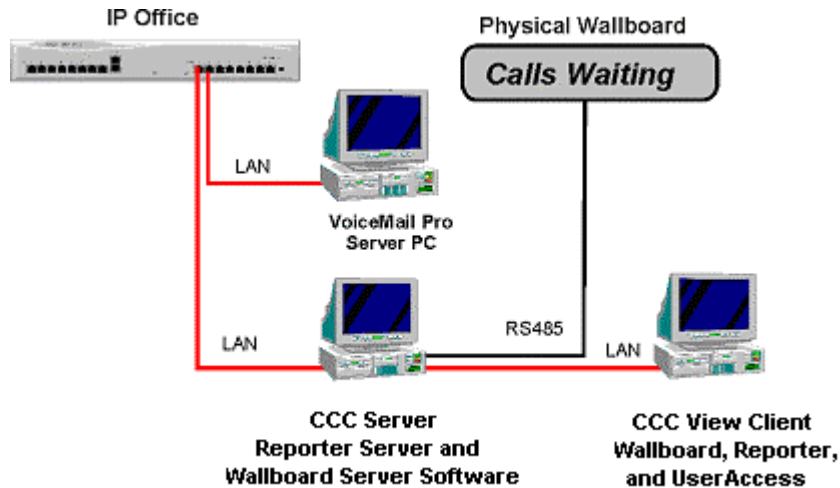 IP Office
Physical Wallboard
Calls Waiting
LAN
VoiceMail Pro
Server PC
RS485
LAN
LAN
CCC Server
Reporter Server and
Wallboard Server Software
CCC View Client
Wallboard, Reporter,
and UserAccess